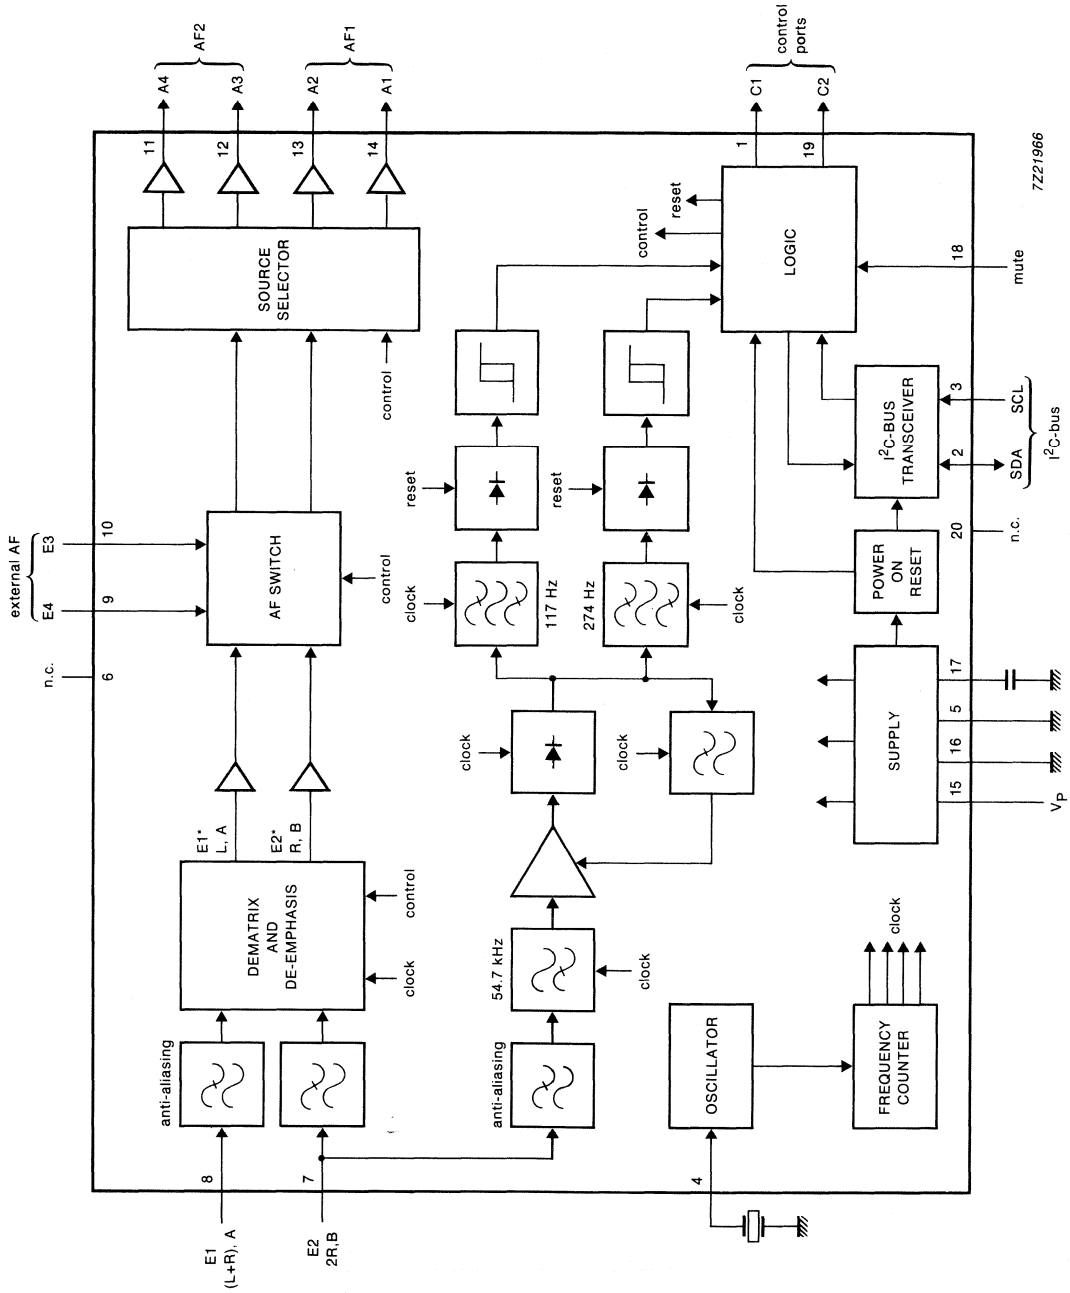 external AF
n.c.
E4
E3
6
9
10
AF2
AF1
A4
A3
A2
A1
11
12
13
14
SOURCE
SELECTOR
control
AF SWITCH
control
E1*
L, A
E2*
R, B
DEMATRIX
AND
DE-EMPHASIS
clock
control
anti-aliasing
8
7
E1
(L+R), A
E2
2R,B
anti-aliasing
54.7 kHz
clock
clock
clock
clock
117 Hz
reset
274 Hz
clock
reset
control
ports
C1
C2
1
19
LOGIC
control
reset
18
mute
I²C-BUS
TRANSCEIVER
3
2
SCL
SDA
I²C-bus
POWER
ON
RESET
20
n.c.
SUPPLY
17
5
16
15
VP
OSCILLATOR
4
FREQUENCY
COUNTER
clock
7Z21966